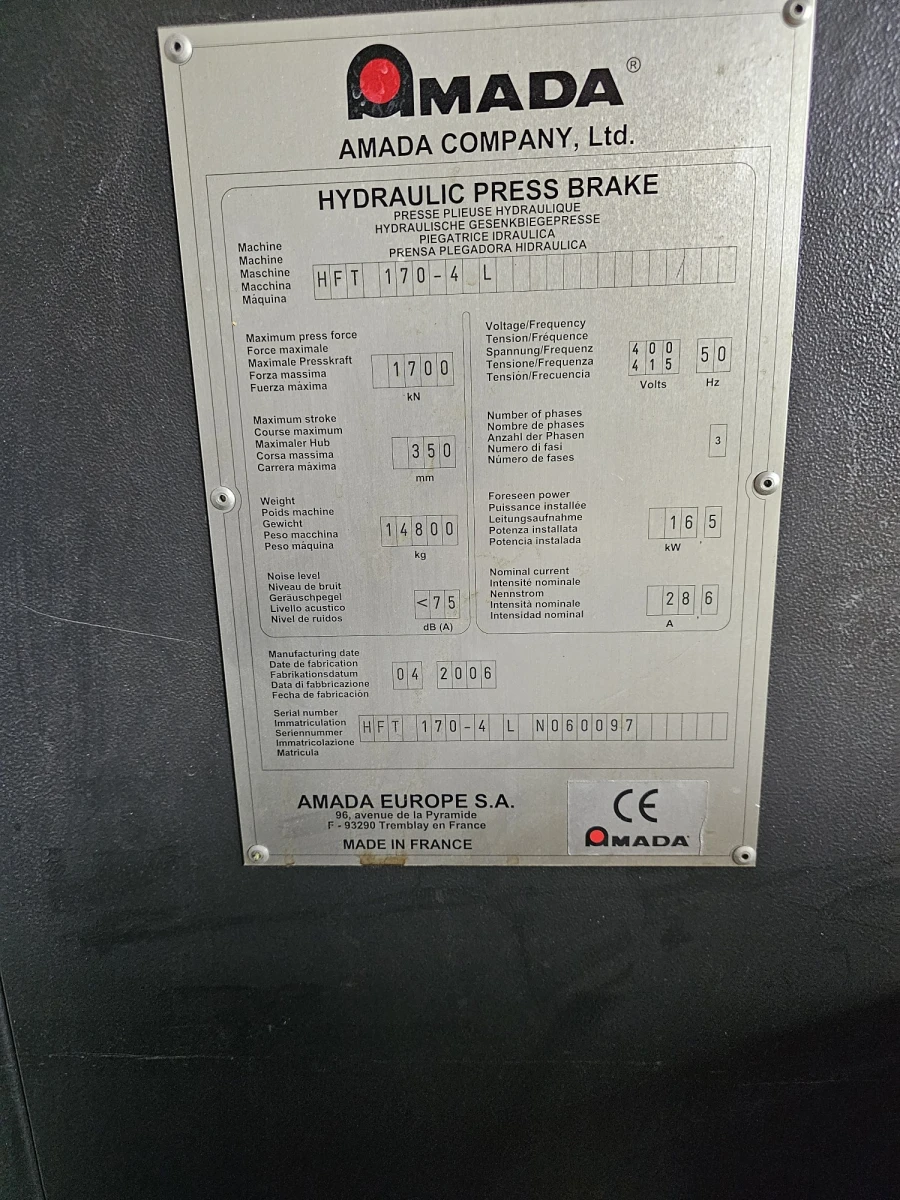 AMADA®
AMADA COMPANY, Ltd.
HYDRAULIC PRESS BRAKE
PRESSE PLIEUSE HYDRAULIQUE
HYDRAULISCHE GESENKBIEGEPRESSE
PIEGATRICE IDRAULICA
PRENSA PLEGADORA HIDRAULICA
Machine
Machine
Maschine
Macchina
Máquina
HFT 170-4 L
Maximum press force
Force maximale
Maximale Presskraft
Forza massima
Fuerza máxima
1700
kN
Maximum stroke
Course maximum
Maximaler Hub
Corsa massima
Carrera máxima
350
mm
Weight
Poids machine
Gewicht
Peso macchina
Peso máquina
14800
kg
Noise level
Niveau de bruit
Geräuschpegel
Livello acustico
Nivel de ruidos
<75
dB (A)
Voltage/Frequency
Tension/Fréquence
Spannung/Frequenz
Tensione/Frequenza
Tensión/Frecuencia
400
415
Volts
50
Hz
Number of phases
Nombre de phases
Anzahl der Phasen
Numero di fasi
Número de fases
3
Foreseen power
Puissance installée
Leitungsaufnahme
Potenza installata
Potencia instalada
16,5
kW
Nominal current
Intensité nominale
Nennstrom
Intensità nominale
Intensidad nominal
28,6
A
Manufacturing date
Date de fabrication
Fabrikationsdatum
Data di fabbricazione
Fecha de fabricación
04 2006
Serial number
Immatriculation
Seriennummer
Immatricolazione
Matricula
HFT 170-4 L N060097
AMADA EUROPE S.A.
96, avenue de la Pyramide
F - 93290 Tremblay en France
MADE IN FRANCE
CE
AMADA